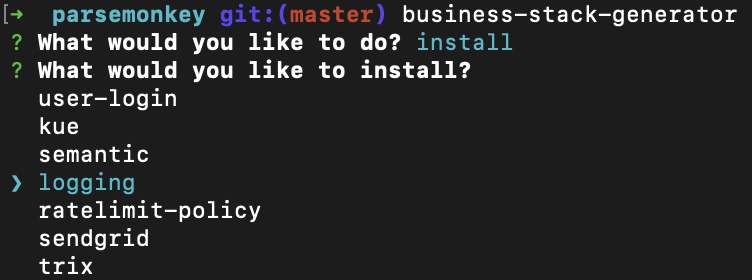 [➜ parsemonkey git:(master) business-stack-generator
? What would you like to do? install
? What would you like to install?
user-login
kue
semantic
❯ logging
ratelimit-policy
sendgrid
trix